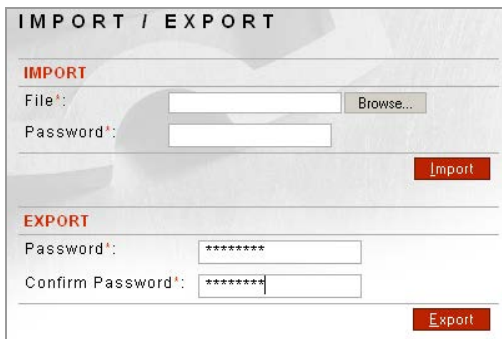 IMPORT / EXPORT
IMPORT
File*:
Browse...
Password*:
Import
EXPORT
Password*: ********
Confirm Password*: ********
Export